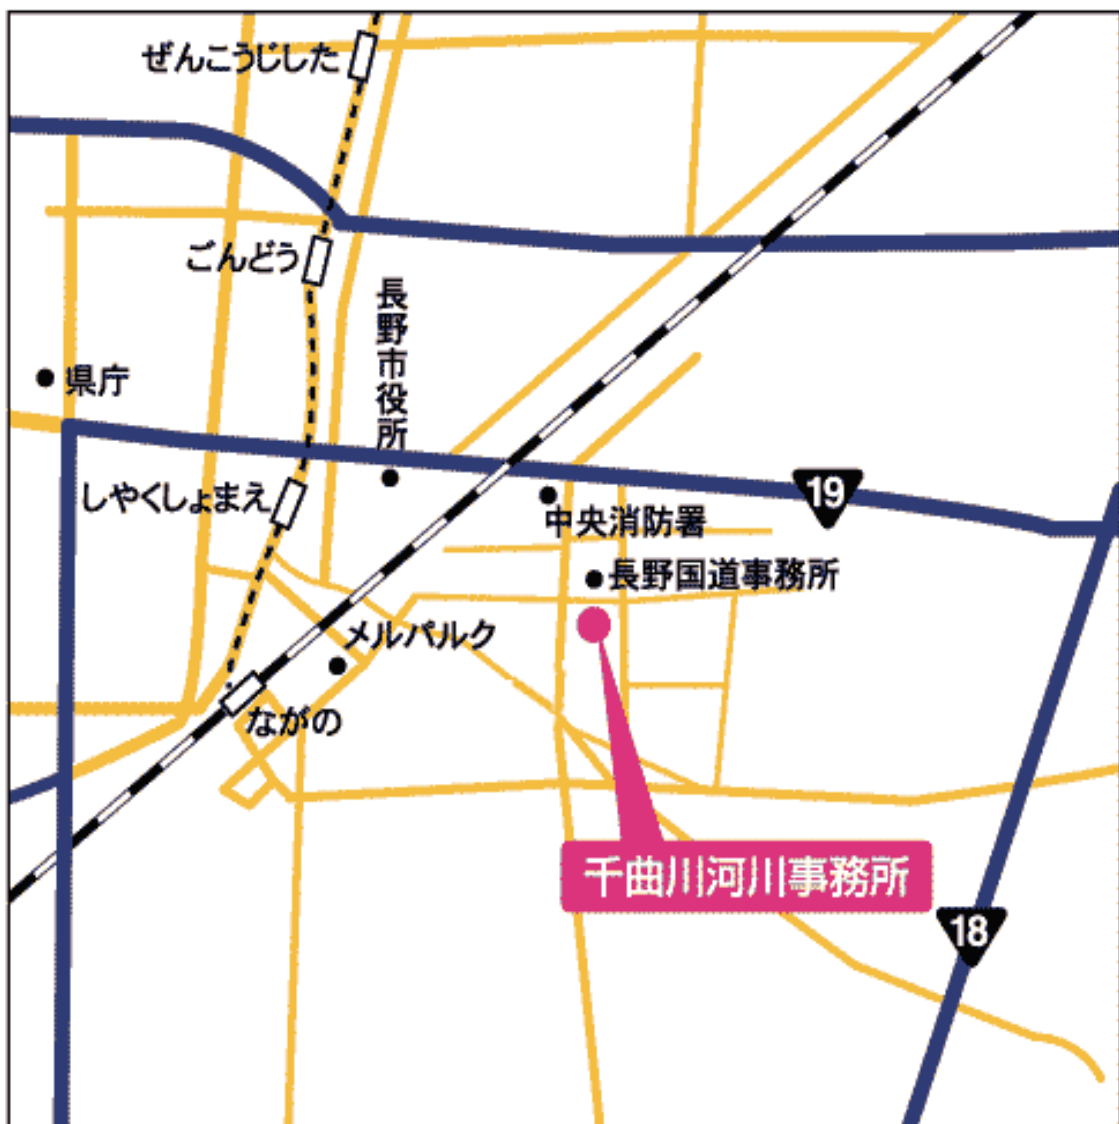 ぜんこうじした
ごんどう
長野市役所
県庁
しやくしょまえ
19
中央消防署
長野国道事務所
メルパルク
ながの
千曲川河川事務所
18